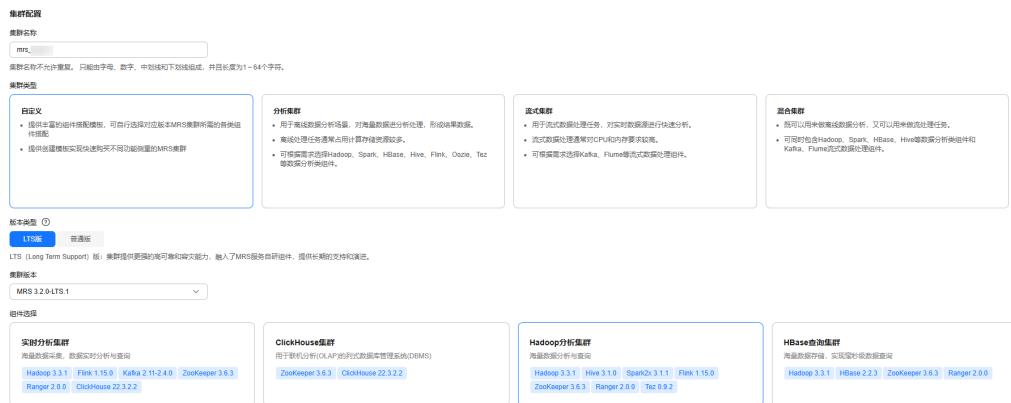 集群配置
集群名称
mrs_
集群名称不允许重复。 只能由字母、数字、中划线和下划线组成，并且长度为1－64个字符。
集群类型
自定义
• 提供丰富的组件搭配模板，可自行选择对应版本MRS集群所需的各类组
件搭配
• 提供创建模板实现快速购买不同功能侧重的MRS集群
分析集群
• 用于离线数据分析场景，对海量数据进行分析处理，形成结果数据。
• 离线处理任务通常占用计算存储资源较多。
• 可根据需求选择Hadoop、Spark、HBase、Hive、Flink、Oozie、Tez
等数据分析类组件。
流式集群
• 用于流式数据处理任务，对实时数据源进行快速分析。
• 流式数据处理通常对CPU和内存要求较高。
• 可根据需求选择Kafka、Flume等流式数据处理组件。
混合集群
• 既可以用来做离线数据分析，又可以用来做流处理任务。
• 可同时包含Hadoop、Spark、HBase、Hive等数据分析类组件和
Kafka、Flume流式数据处理组件。
版本类型 ?
LTS版 普通版
LTS（Long Term Support）版：集群提供更强的高可靠和容灾能力，融入了MRS服务自研组件，提供长期的支持和演进。
集群版本
MRS 3.2.0-LTS.1
组件选择
实时分析集群
海量数据采集，数据实时分析与查询
Hadoop 3.3.1 Flink 1.15.0 Kafka 2.11-2.4.0 ZooKeeper 3.6.3
Ranger 2.0.0 ClickHouse 22.3.2.2
ClickHouse集群
用于联机分析(OLAP)的列式数据库管理系统(DBMS)
ZooKeeper 3.6.3 ClickHouse 22.3.2.2
Hadoop分析集群
海量数据分析与查询
Hadoop 3.3.1 Hive 3.1.0 Spark2x 3.1.1 Flink 1.15.0
ZooKeeper 3.6.3 Ranger 2.0.0 Tez 0.9.2
HBase查询集群
海量数据存储，实现毫秒级数据查询
Hadoop 3.3.1 HBase 2.2.3 ZooKeeper 3.6.3 Ranger 2.0.0